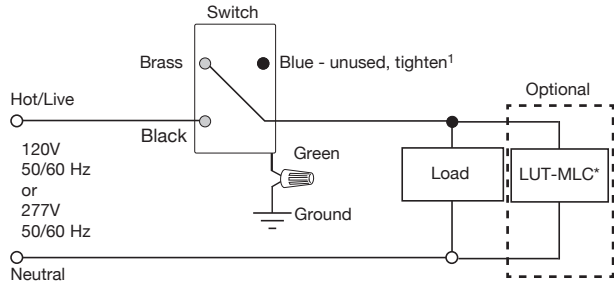 Switch
Brass
Blue - unused, tighten¹
Optional
Hot/Live
Black
120V
50/60 Hz
or
277V
50/60 Hz
Green
Load
LUT-MLC*
Ground
Neutral